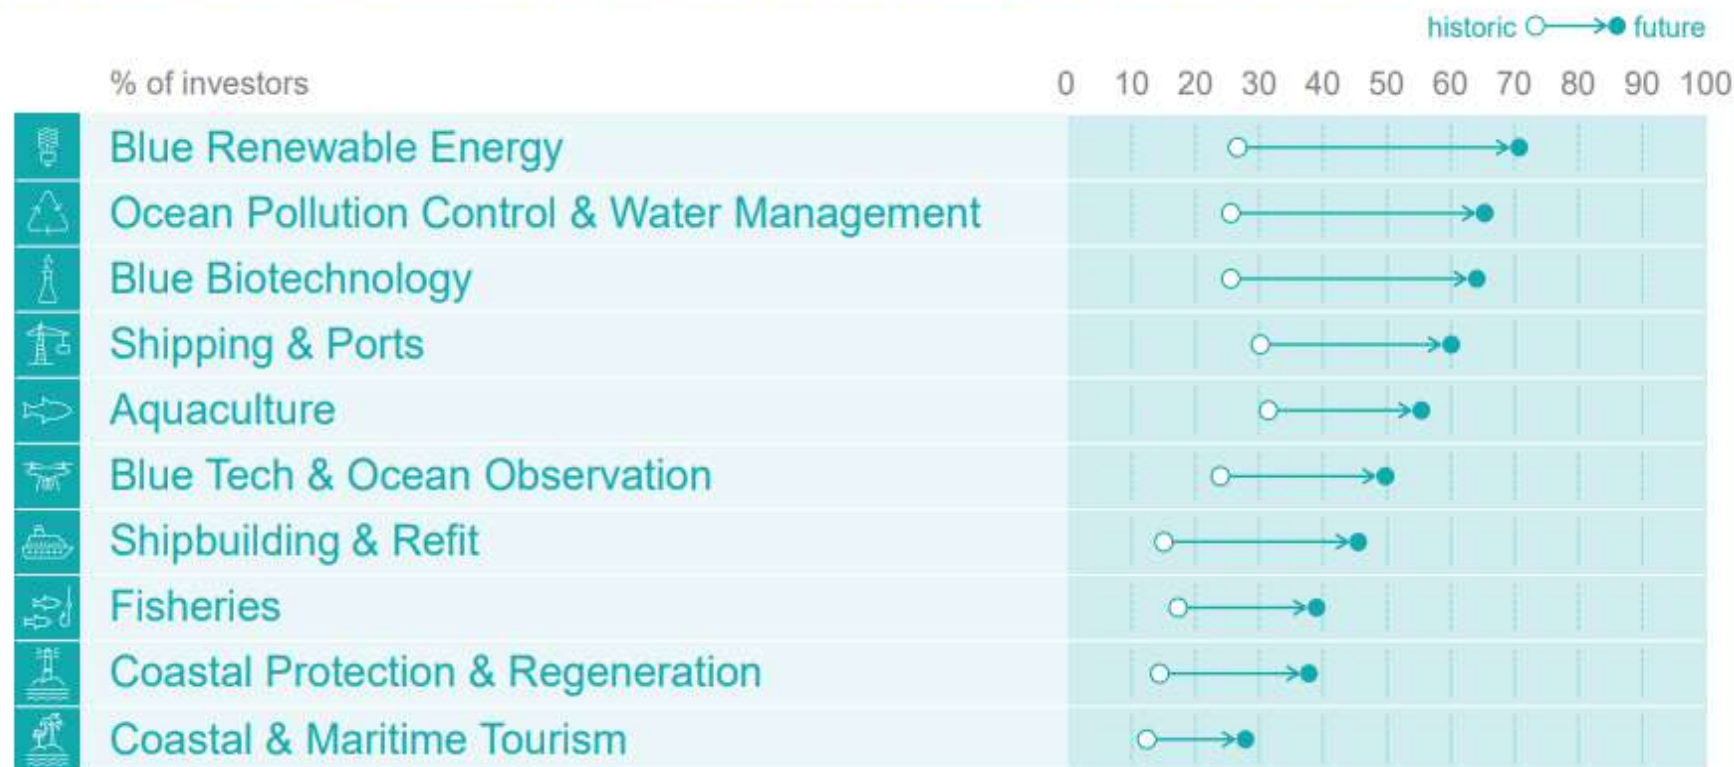 historic future
% of investors 0 10 20 30 40 50 60 70 80 90 100
Blue Renewable Energy
Ocean Pollution Control & Water Management
Blue Biotechnology
Shipping & Ports
Aquaculture
Blue Tech & Ocean Observation
Shipbuilding & Refit
Fisheries
Coastal Protection & Regeneration
Coastal & Maritime Tourism